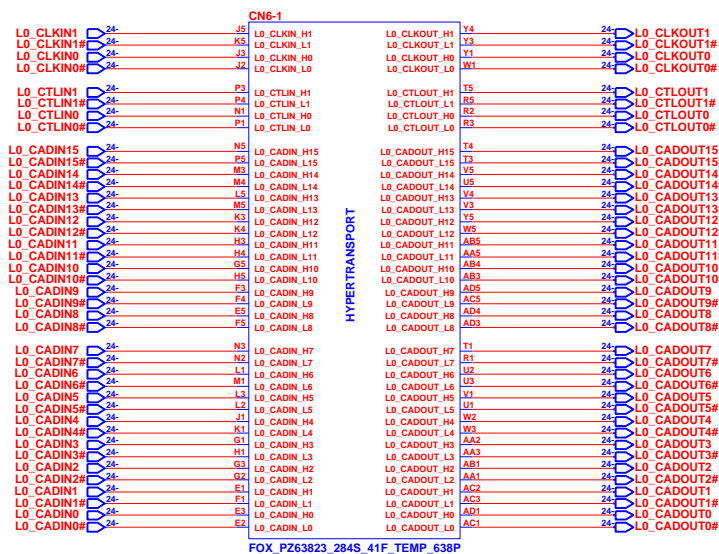 CN6-1
L0_CLKIN1 24- J5 L0_CLKIN_H1 L0_CLKOUT_H1 Y4 24- L0_CLKOUT1
L0_CLKIN1# 24- K5 L0_CLKIN_L1 L0_CLKOUT_L1 Y3 24- L0_CLKOUT1#
L0_CLKIN0 24- J3 L0_CLKIN_H0 L0_CLKOUT_H0 Y1 24- L0_CLKOUT0
L0_CLKIN0# 24- J2 L0_CLKIN_L0 L0_CLKOUT_L0 W1 24- L0_CLKOUT0#
L0_CTLIN1 24- P3 L0_CTLIN_H1 L0_CTLOUT_H1 T5 24- L0_CTLOUT1
L0_CTLIN1# 24- P4 L0_CTLIN_L1 L0_CTLOUT_L1 R5 24- L0_CTLOUT1#
L0_CTLIN0 24- N1 L0_CTLIN_H0 L0_CTLOUT_H0 R2 24- L0_CTLOUT0
L0_CTLIN0# 24- P1 L0_CTLIN_L0 L0_CTLOUT_L0 R3 24- L0_CTLOUT0#
L0_CADIN15 24- N5 L0_CADIN_H15 L0_CADOUT_H15 T4 24- L0_CADOUT15
L0_CADIN15# 24- P5 L0_CADIN_L15 L0_CADOUT_L15 T3 24- L0_CADOUT15
L0_CADIN14 24- M3 L0_CADIN_H14 L0_CADOUT_H14 V5 24- L0_CADOUT14
L0_CADIN14# 24- M4 L0_CADIN_L14 L0_CADOUT_L14 U5 24- L0_CADOUT14
L0_CADIN13 24- L5 L0_CADIN_H13 L0_CADOUT_H13 V4 24- L0_CADOUT13
L0_CADIN13# 24- M5 L0_CADIN_L13 L0_CADOUT_L13 V3 24- L0_CADOUT13
L0_CADIN12 24- K3 L0_CADIN_H12 L0_CADOUT_H12 Y5 24- L0_CADOUT12
L0_CADIN12# 24- K4 L0_CADIN_L12 L0_CADOUT_L12 W5 24- L0_CADOUT12
L0_CADIN11 24- H3 L0_CADIN_H11 L0_CADOUT_H11 AB5 24- L0_CADOUT11
L0_CADIN11# 24- H4 L0_CADIN_L11 L0_CADOUT_L11 AA5 24- L0_CADOUT11
L0_CADIN10 24- G5 L0_CADIN_H10 L0_CADOUT_H10 AB4 24- L0_CADOUT10
L0_CADIN10# 24- H5 L0_CADIN_L10 L0_CADOUT_L10 AB3 24- L0_CADOUT10
L0_CADIN9 24- F3 L0_CADIN_H9 L0_CADOUT_H9 AD5 24- L0_CADOUT9
L0_CADIN9# 24- F4 L0_CADIN_L9 L0_CADOUT_L9 AC5 24- L0_CADOUT9#
L0_CADIN8 24- E5 L0_CADIN_H8 L0_CADOUT_H8 AD4 24- L0_CADOUT8
L0_CADIN8# 24- F5 L0_CADIN_L8 L0_CADOUT_L8 AD3 24- L0_CADOUT8#
HYPERTRANSPORT
L0_CADIN7 24- N3 L0_CADIN_H7 L0_CADOUT_H7 T1 24- L0_CADOUT7
L0_CADIN7# 24- N2 L0_CADIN_L7 L0_CADOUT_L7 R1 24- L0_CADOUT7#
L0_CADIN6 24- L1 L0_CADIN_H6 L0_CADOUT_H6 U2 24- L0_CADOUT6
L0_CADIN6# 24- M1 L0_CADIN_L6 L0_CADOUT_L6 U3 24- L0_CADOUT6#
L0_CADIN5 24- L3 L0_CADIN_H5 L0_CADOUT_H5 V1 24- L0_CADOUT5
L0_CADIN5# 24- L2 L0_CADIN_L5 L0_CADOUT_L5 U1 24- L0_CADOUT5#
L0_CADIN4 24- J1 L0_CADIN_H4 L0_CADOUT_H4 W2 24- L0_CADOUT4
L0_CADIN4# 24- K1 L0_CADIN_L4 L0_CADOUT_L4 W3 24- L0_CADOUT4#
L0_CADIN3 24- G1 L0_CADIN_H3 L0_CADOUT_H3 AA2 24- L0_CADOUT3
L0_CADIN3# 24- H1 L0_CADIN_L3 L0_CADOUT_L3 AA3 24- L0_CADOUT3#
L0_CADIN2 24- G3 L0_CADIN_H2 L0_CADOUT_H2 AB1 24- L0_CADOUT2
L0_CADIN2# 24- G2 L0_CADIN_L2 L0_CADOUT_L2 AA1 24- L0_CADOUT2#
L0_CADIN1 24- E1 L0_CADIN_H1 L0_CADOUT_H1 AC2 24- L0_CADOUT1
L0_CADIN1# 24- F1 L0_CADIN_L1 L0_CADOUT_L1 AC3 24- L0_CADOUT1#
L0_CADIN0 24- E3 L0_CADIN_H0 L0_CADOUT_H0 AD1 24- L0_CADOUT0
L0_CADIN0# 24- E2 L0_CADIN_L0 L0_CADOUT_L0 AC1 24- L0_CADOUT0#
FOX_PZ63823_284S_41F_TEMP_638P